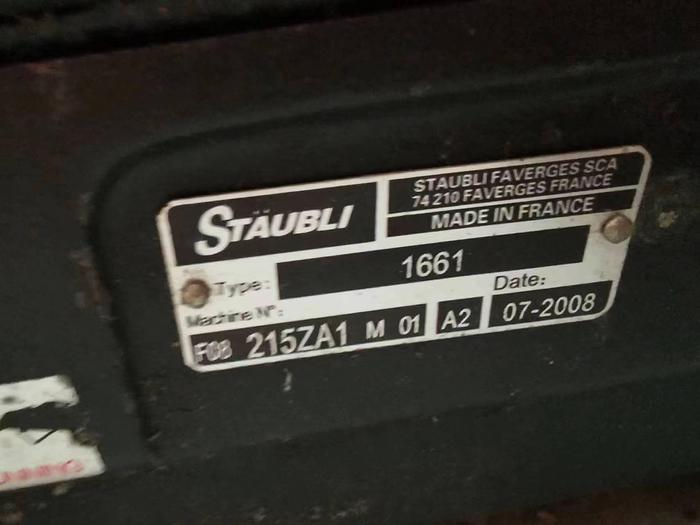 STÄUBLI
STAUBLI FAVERGES SCA
74 210 FAVERGES FRANCE
MADE IN FRANCE
Type: 1661
Machine N°: Date:
F08 215ZA1 M 01 A2 07-2008